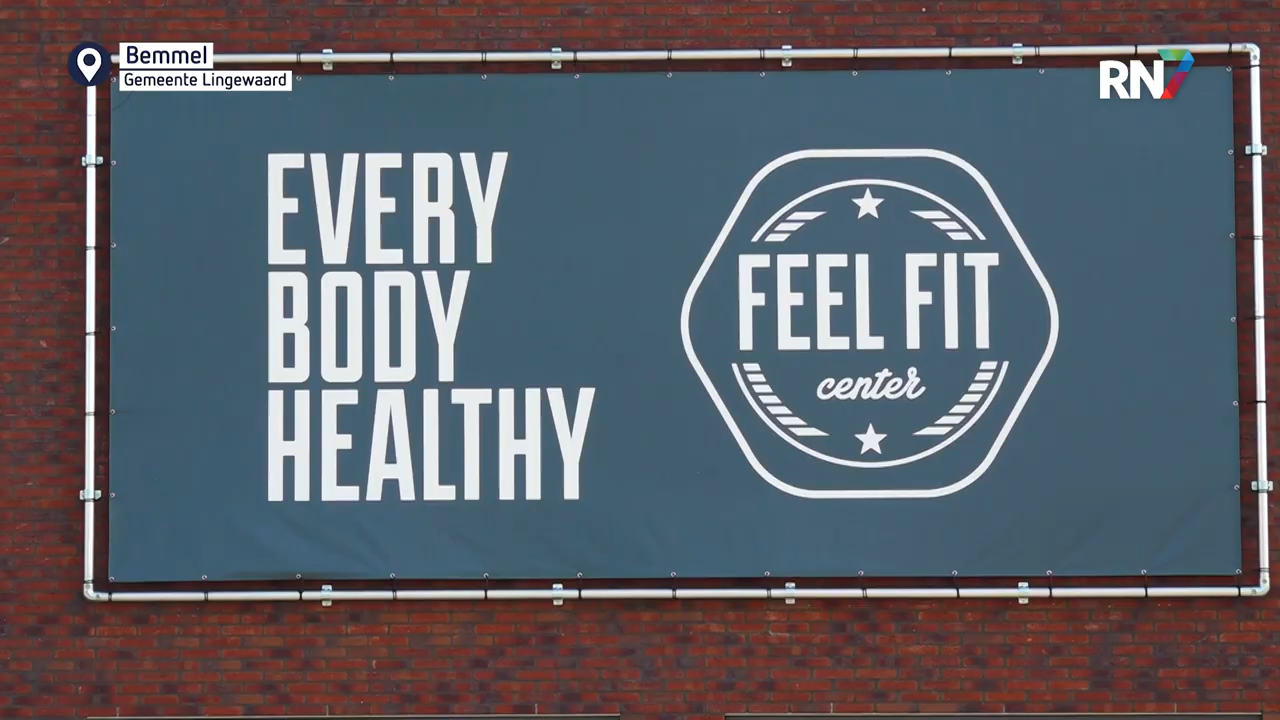 Bemmel
Gemeente Lingewaard
RN7
EVERY
BODY
HEALTHY
FEEL FIT
center